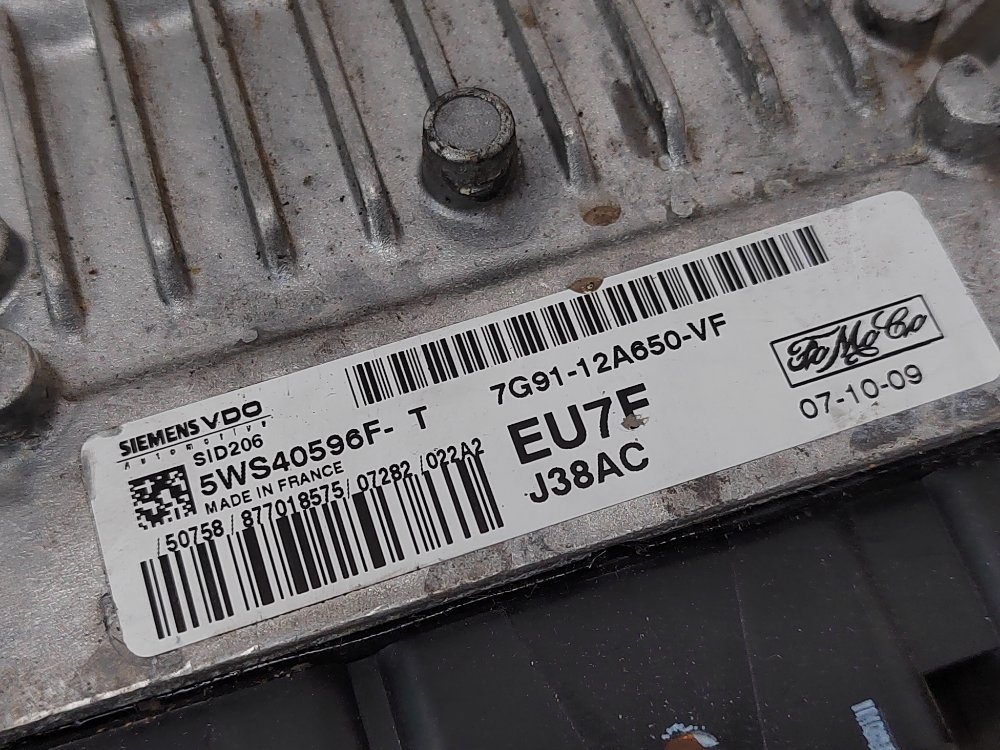 SIEMENS VDO
Automotive
SID206
5WS40596F- T
MADE IN FRANCE
/50758/877018575/07282/022A2
7G91-12A650-VF
EU7F
J38AC
FoMoCo
07-10-09